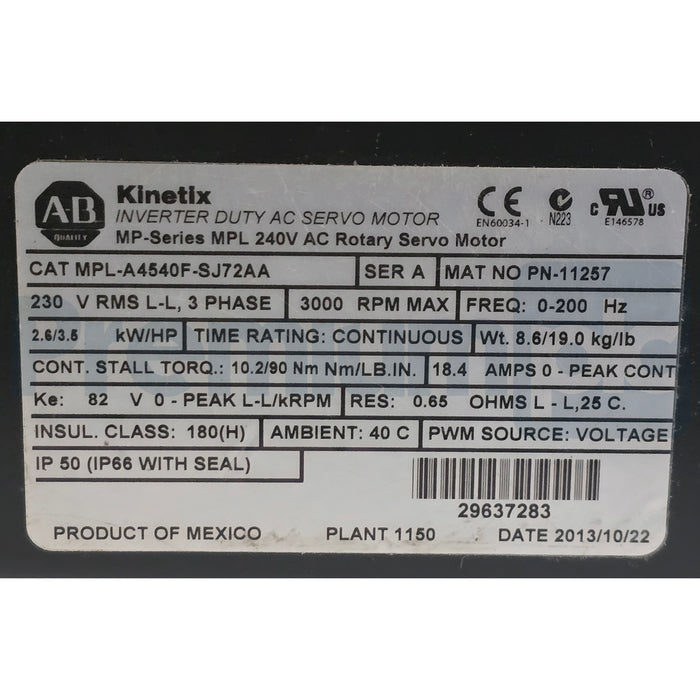 AB
QUALITY
Kinetix
INVERTER DUTY AC SERVO MOTOR
MP-Series MPL 240V AC Rotary Servo Motor
CE
EN60034-1
N223
c RU ® US
E146578
CAT MPL-A4540F-SJ72AA SER A MAT NO PN-11257
230 V RMS L-L, 3 PHASE 3000 RPM MAX FREQ: 0-200 Hz
2.6/3.5 kW/HP TIME RATING: CONTINUOUS Wt. 8.6/19.0 kg/lb
CONT. STALL TORQ.: 10.2/90 Nm Nm/LB.IN. 18.4 AMPS 0 - PEAK CONT
Ke: 82 V 0 - PEAK L-L/kRPM RES: 0.65 OHMS L - L,25 C.
INSUL. CLASS: 180(H) AMBIENT: 40 C PWM SOURCE: VOLTAGE
IP 50 (IP66 WITH SEAL)
29637283
PRODUCT OF MEXICO PLANT 1150 DATE 2013/10/22